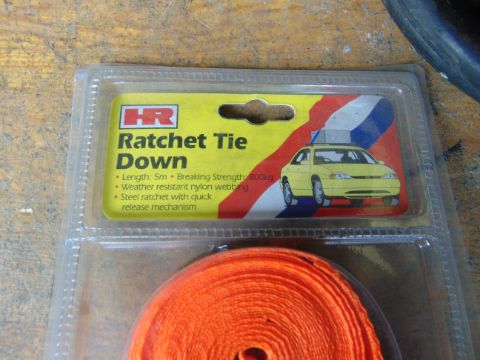 HR
Ratchet Tie
Down
• Length: 5m • Breaking Strength: 800kg
• Weather resistant nylon webbing
• Steel ratchet with quick
release mechanism